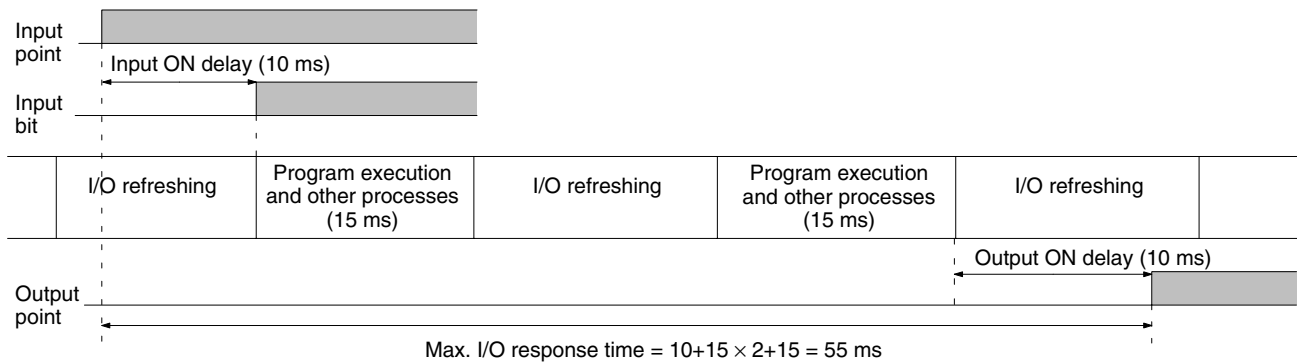 Input
point
Input ON delay (10 ms)
Input
bit
I/O refreshing
Program execution
and other processes
(15 ms)
I/O refreshing
Program execution
and other processes
(15 ms)
I/O refreshing
Output ON delay (10 ms)
Output
point
Max. I/O response time = 10+15 × 2+15 = 55 ms